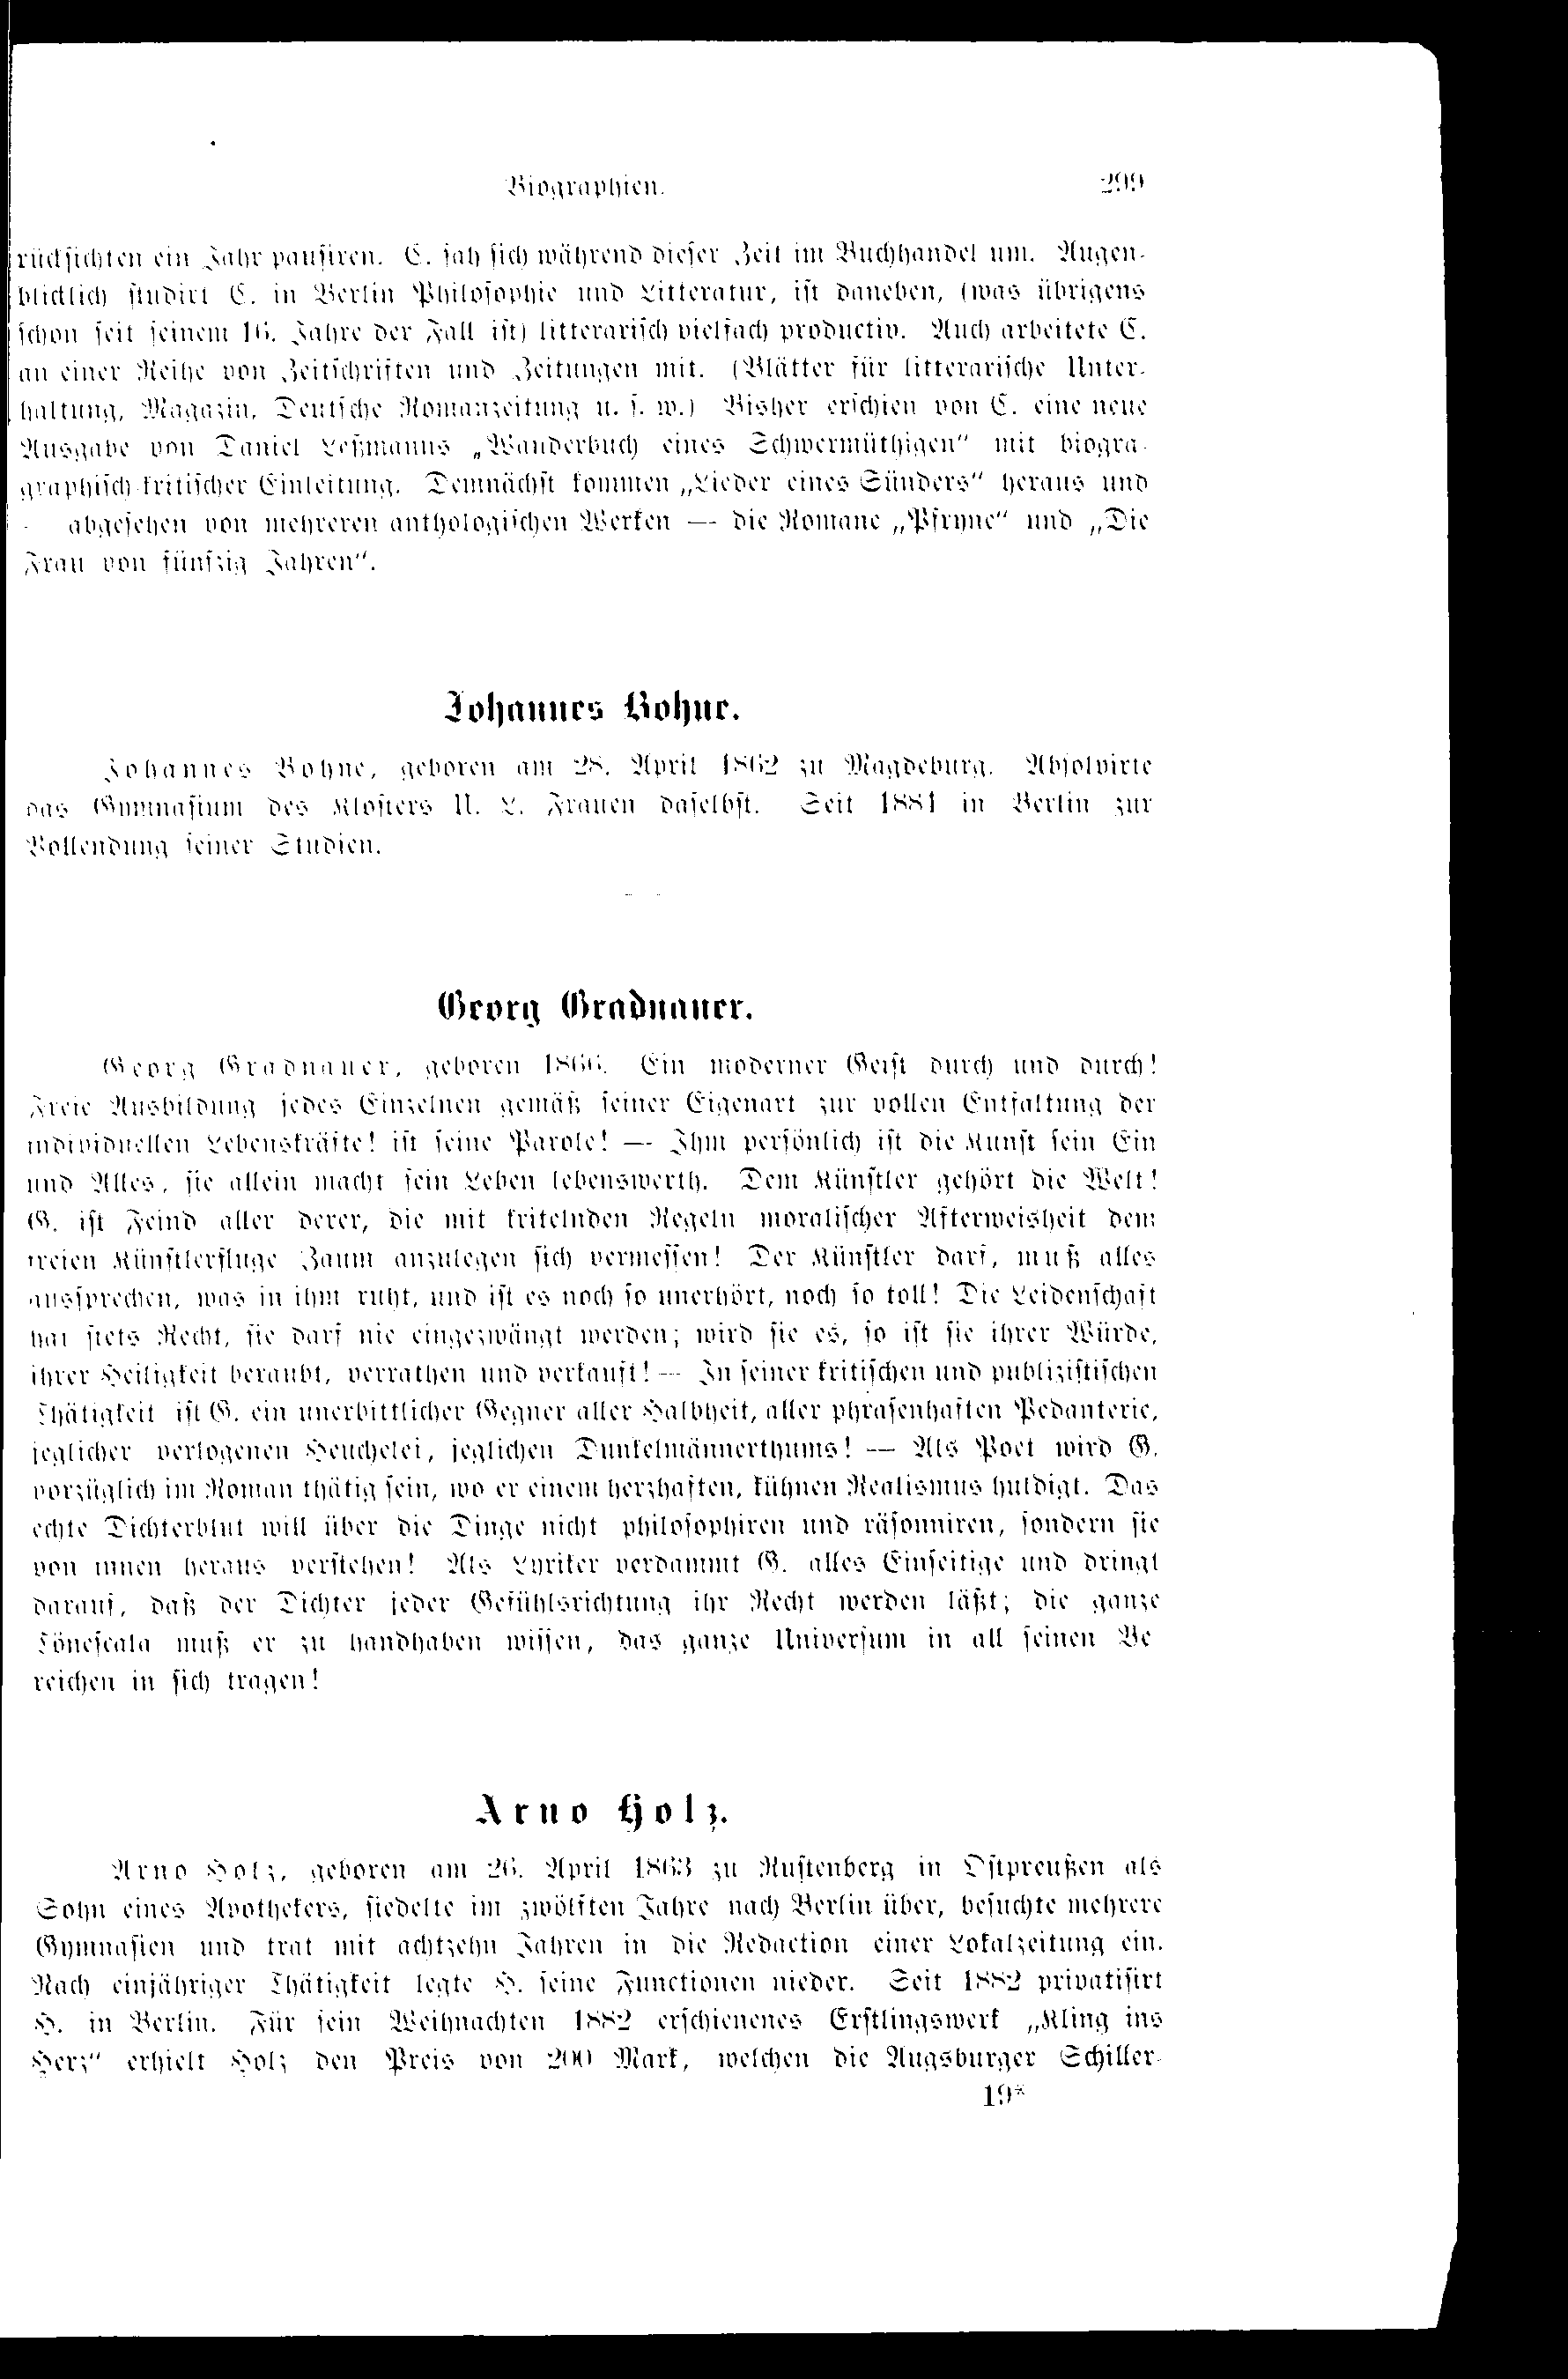 Biographien. 299
rücksichten ein Jahr pausiren. C. sah sich während dieser Zeit im Buchhandel um. Augen-
blicklich studirt C. in Berlin Philosophie und Litteratur, ist daneben, (was übrigens
schon seit seinem 16. Jahre der Fall ist) litterarisch vielfach productiv. Auch arbeitete C.
an einer Reihe von Zeitschriften und Zeitungen mit. (Blätter für litterarische Unter-
haltung, Magazin, Deutsche Romanzeitung u. s. w.) Bisher erschien von C. eine neue
Ausgabe von Daniel Leßmanns „Wanderbuch eines Schwermüthigen“ mit biogra-
graphisch-kritischer Einleitung. Demnächst kommen „Lieder eines Sünders“ heraus und
- abgesehen von mehreren anthologischen Werken — die Romane „Pfryne“ und „Die
Frau von fünfzig Jahren“.
Johannes Bohne.
Johannes Bohne, geboren am 28. April 1862 zu Magdeburg. Absolvirte
das Gymnasium des Klosters U. L. Frauen daselbst. Seit 1881 in Berlin zur
Vollendung seiner Studien.
Georg Gradnauer.
Georg Gradnauer, geboren 1866. Ein moderner Geist durch und durch!
Freie Ausbildung jedes Einzelnen gemäß seiner Eigenart zur vollen Entfaltung der
individuellen Lebenskräfte! ist seine Parole! — Ihm persönlich ist die Kunst sein Ein
und Alles, sie allein macht sein Leben lebenswerth. Dem Künstler gehört die Welt!
G. ist Feind aller derer, die mit kritelnden Regeln moralischer Afterweisheit dem
freien Künstlerfluge Zaum anzulegen sich vermessen! Der Künstler darf, muß alles
aussprechen, was in ihm ruht, und ist es noch so unerhört, noch so toll! Die Leidenschaft
hat stets Recht, sie darf nie eingezwängt werden; wird sie es, so ist sie ihrer Würde,
ihrer Heiligkeit beraubt, verrathen und verkauft! — In seiner kritischen und publizistischen
Thätigkeit ist G. ein unerbittlicher Gegner aller Halbheit, aller phrasenhaften Pedanterie,
jeglicher verlogenen Heuchelei, jeglichen Dunkelmännerthums! — Als Poet wird G.
vorzüglich im Roman thätig sein, wo er einem herzhaften, kühnen Realismus huldigt. Das
echte Dichterblut will über die Dinge nicht philosophiren und räsonniren, sondern sie
von innen heraus verstehen! Als Lyriker verdammt G. alles Einseitige und dringt
darauf, daß der Dichter jeder Gefühlsrichtung ihr Recht werden läßt; die ganze
Tönescala muß er zu handhaben wissen, das ganze Universum in all seinen Be
reichen in sich tragen!
Arno Holz.
Arno Holz, geboren am 26. April 1863 zu Rustenberg in Ostpreußen als
Sohn eines Apothekers, siedelte im zwölften Jahre nach Berlin über, besuchte mehrere
Gymnasien und trat mit achtzehn Jahren in die Redaction einer Lokalzeitung ein.
Nach einjähriger Thätigkeit legte H. seine Functionen nieder. Seit 1882 privatisirt
H. in Berlin. Für sein Weihnachten 1882 erschienenes Erstlingswerk „Kling ins
Herz“ erhielt Holz den Preis von 200 Mark, welchen die Augsburger Schiller-
19*